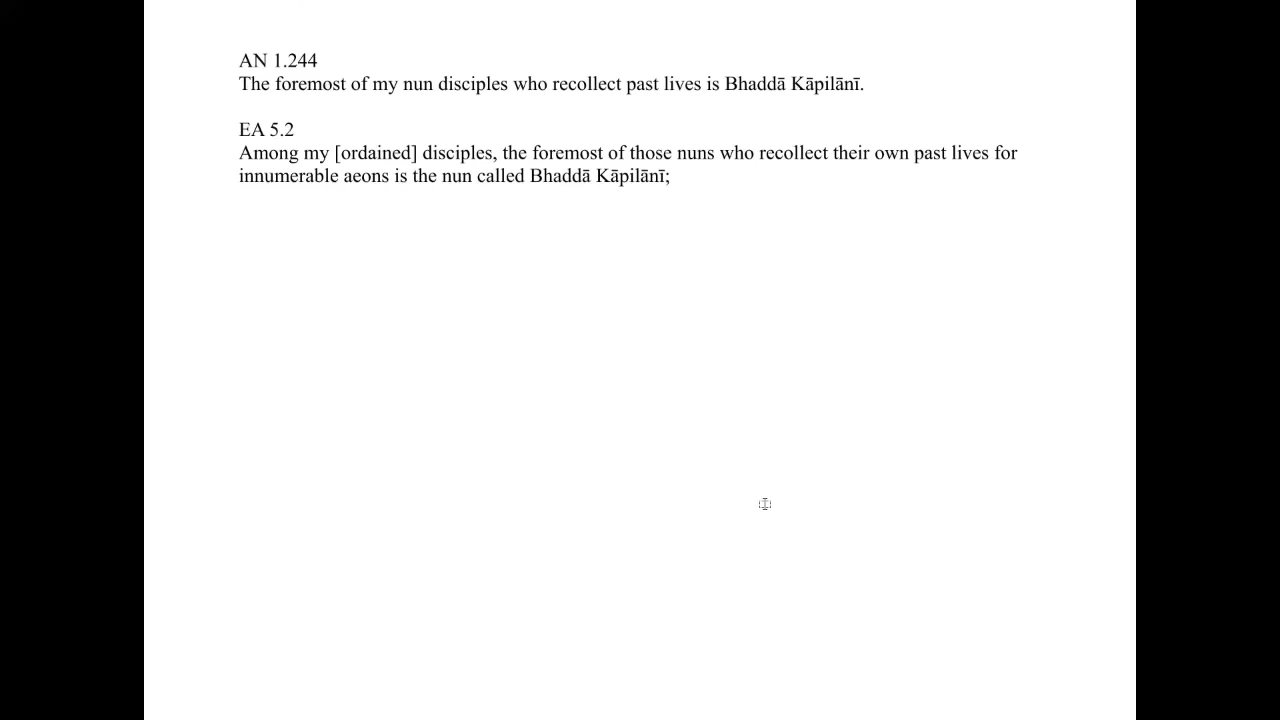 AN 1.244
The foremost of my nun disciples who recollect past lives is Bhaddā Kāpilānī.
EA 5.2
Among my [ordained] disciples, the foremost of those nuns who recollect their own past lives for
innumerable aeons is the nun called Bhaddā Kāpilānī;